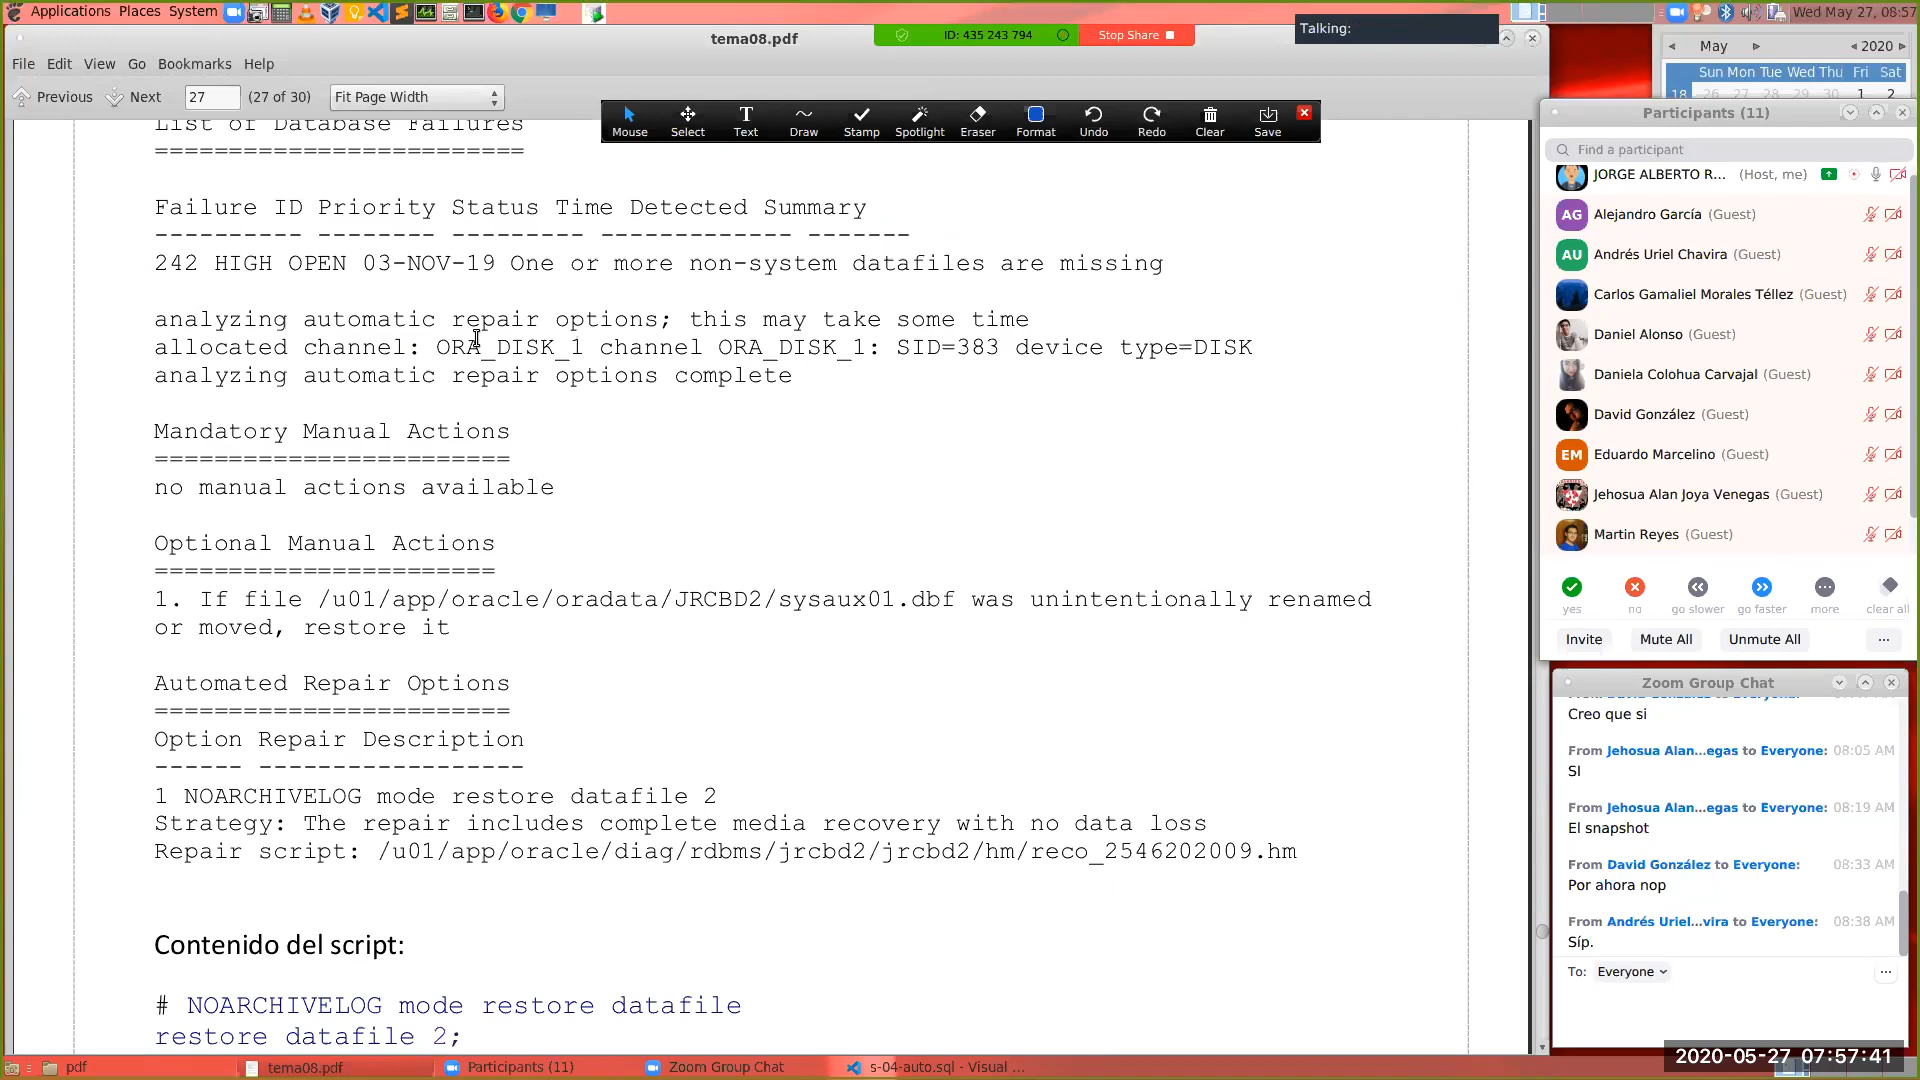 Applications Places System
Wed May 27, 08:57
tema08.pdf
ID: 435 243 794
Stop Share
Talking:
File Edit View Go Bookmarks Help
Previous Next 27 (27 of 30) Fit Page Width
Mouse Select Text Draw Stamp Spotlight Eraser Format Undo Redo Clear Save
List of Database Failures
=========================
Failure ID Priority Status Time Detected Summary
---------- -------- --------- ------------- -------
242 HIGH OPEN 03-NOV-19 One or more non-system datafiles are missing
analyzing automatic repair options; this may take some time
allocated channel: ORA_DISK_1 channel ORA_DISK_1: SID=383 device type=DISK
analyzing automatic repair options complete
Mandatory Manual Actions
========================
no manual actions available
Optional Manual Actions
=======================
1. If file /u01/app/oracle/oradata/JRCBD2/sysaux01.dbf was unintentionally renamed
or moved, restore it
Automated Repair Options
========================
Option Repair Description
------ ------------------
1 NOARCHIVELOG mode restore datafile 2
Strategy: The repair includes complete media recovery with no data loss
Repair script: /u01/app/oracle/diag/rdbms/jrcbd2/jrcbd2/hm/reco_2546202009.hm
Contenido del script:
# NOARCHIVELOG mode restore datafile
restore datafile 2;
May 2020
Sun Mon Tue Wed Thu Fri Sat
18 26 27 28 29 30 1 2
Participants (11)
Find a participant
JORGE ALBERTO R... (Host, me)
AG Alejandro García (Guest)
AU Andrés Uriel Chavira (Guest)
Carlos Gamaliel Morales Téllez (Guest)
Daniel Alonso (Guest)
Daniela Colohua Carvajal (Guest)
David González (Guest)
EM Eduardo Marcelino (Guest)
Jehosua Alan Joya Venegas (Guest)
Martin Reyes (Guest)
yes no go slower go faster more clear all
Invite Mute All Unmute All ...
Zoom Group Chat
Creo que si
From Jehosua Alan...egas to Everyone: 08:05 AM
SI
From Jehosua Alan...egas to Everyone: 08:19 AM
El snapshot
From David González to Everyone: 08:33 AM
Por ahora nop
From Andrés Uriel...vira to Everyone: 08:38 AM
Síp.
To: Everyone
2020-05-27 07:57:41
pdf
tema08.pdf
Participants (11)
Zoom Group Chat
s-04-auto.sql - Visual ...